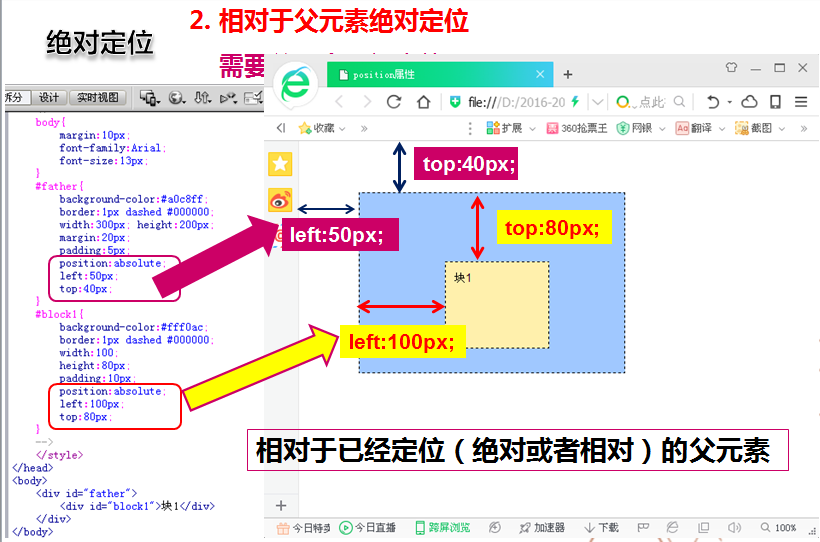 绝对定位
2. 相对于父元素绝对定位
需要
拆分 设计 实时视图
body{
margin:10px;
font-family:Arial;
font-size:13px;
}
#father{
background-color:#a0c8ff;
border:1px dashed #000000;
width:300px; height:200px;
margin:20px;
padding:5px;
position:absolute;
left:50px;
top:40px;
}
#block1{
background-color:#fff0ac;
border:1px dashed #000000;
width:100;
height:80px;
padding:10px;
position:absolute;
left:100px;
top:80px;
}
-->
</style>
</head>
<body>
<div id="father">
<div id="block1">块1</div>
</div>
</body>
position属性
file:///D:/2016-20
点此
收藏 » 扩展 360抢票王 网银 Aa 翻译 截图 »
top:40px;
left:50px;
top:80px;
块1
left:100px;
相对于已经定位（绝对或者相对）的父元素
今日特卖 今日直播 跨屏浏览 加速器 下载 100%